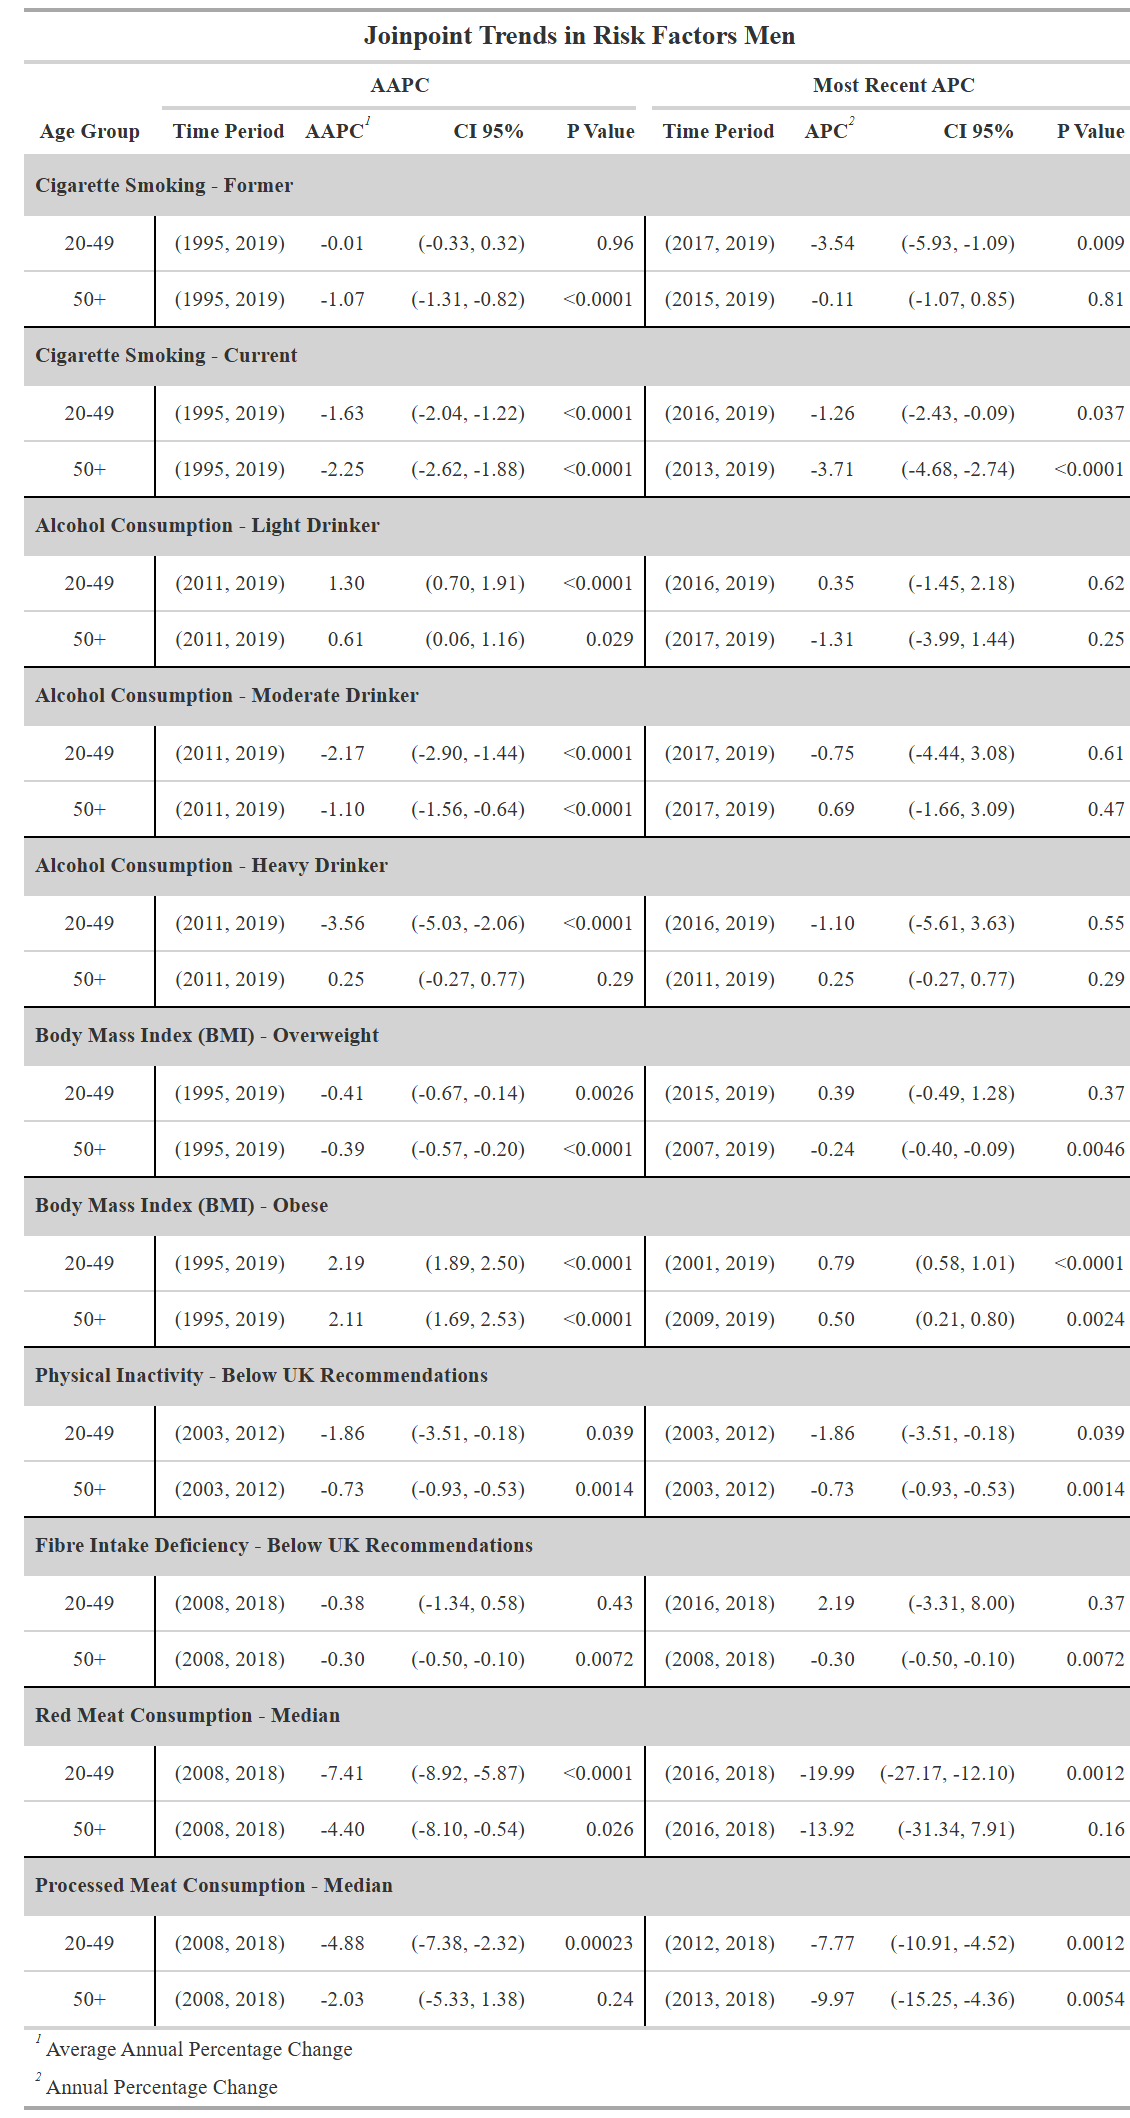 Joinpoint Trends in Risk Factors Men
AAPC Most Recent APC
Age Group Time Period AAPC1 CI 95% P Value Time Period APC2 CI 95% P Value
Cigarette Smoking - Former
20-49 (1995, 2019) -0.01 (-0.33, 0.32) 0.96 (2017, 2019) -3.54 (-5.93, -1.09) 0.009
50+ (1995, 2019) -1.07 (-1.31, -0.82) <0.0001 (2015, 2019) -0.11 (-1.07, 0.85) 0.81
Cigarette Smoking - Current
20-49 (1995, 2019) -1.63 (-2.04, -1.22) <0.0001 (2016, 2019) -1.26 (-2.43, -0.09) 0.037
50+ (1995, 2019) -2.25 (-2.62, -1.88) <0.0001 (2013, 2019) -3.71 (-4.68, -2.74) <0.0001
Alcohol Consumption - Light Drinker
20-49 (2011, 2019) 1.30 (0.70, 1.91) <0.0001 (2016, 2019) 0.35 (-1.45, 2.18) 0.62
50+ (2011, 2019) 0.61 (0.06, 1.16) 0.029 (2017, 2019) -1.31 (-3.99, 1.44) 0.25
Alcohol Consumption - Moderate Drinker
20-49 (2011, 2019) -2.17 (-2.90, -1.44) <0.0001 (2017, 2019) -0.75 (-4.44, 3.08) 0.61
50+ (2011, 2019) -1.10 (-1.56, -0.64) <0.0001 (2017, 2019) 0.69 (-1.66, 3.09) 0.47
Alcohol Consumption - Heavy Drinker
20-49 (2011, 2019) -3.56 (-5.03, -2.06) <0.0001 (2016, 2019) -1.10 (-5.61, 3.63) 0.55
50+ (2011, 2019) 0.25 (-0.27, 0.77) 0.29 (2011, 2019) 0.25 (-0.27, 0.77) 0.29
Body Mass Index (BMI) - Overweight
20-49 (1995, 2019) -0.41 (-0.67, -0.14) 0.0026 (2015, 2019) 0.39 (-0.49, 1.28) 0.37
50+ (1995, 2019) -0.39 (-0.57, -0.20) <0.0001 (2007, 2019) -0.24 (-0.40, -0.09) 0.0046
Body Mass Index (BMI) - Obese
20-49 (1995, 2019) 2.19 (1.89, 2.50) <0.0001 (2001, 2019) 0.79 (0.58, 1.01) <0.0001
50+ (1995, 2019) 2.11 (1.69, 2.53) <0.0001 (2009, 2019) 0.50 (0.21, 0.80) 0.0024
Physical Inactivity - Below UK Recommendations
20-49 (2003, 2012) -1.86 (-3.51, -0.18) 0.039 (2003, 2012) -1.86 (-3.51, -0.18) 0.039
50+ (2003, 2012) -0.73 (-0.93, -0.53) 0.0014 (2003, 2012) -0.73 (-0.93, -0.53) 0.0014
Fibre Intake Deficiency - Below UK Recommendations
20-49 (2008, 2018) -0.38 (-1.34, 0.58) 0.43 (2016, 2018) 2.19 (-3.31, 8.00) 0.37
50+ (2008, 2018) -0.30 (-0.50, -0.10) 0.0072 (2008, 2018) -0.30 (-0.50, -0.10) 0.0072
Red Meat Consumption - Median
20-49 (2008, 2018) -7.41 (-8.92, -5.87) <0.0001 (2016, 2018) -19.99 (-27.17, -12.10) 0.0012
50+ (2008, 2018) -4.40 (-8.10, -0.54) 0.026 (2016, 2018) -13.92 (-31.34, 7.91) 0.16
Processed Meat Consumption - Median
20-49 (2008, 2018) -4.88 (-7.38, -2.32) 0.00023 (2012, 2018) -7.77 (-10.91, -4.52) 0.0012
50+ (2008, 2018) -2.03 (-5.33, 1.38) 0.24 (2013, 2018) -9.97 (-15.25, -4.36) 0.0054
1 Average Annual Percentage Change
2 Annual Percentage Change